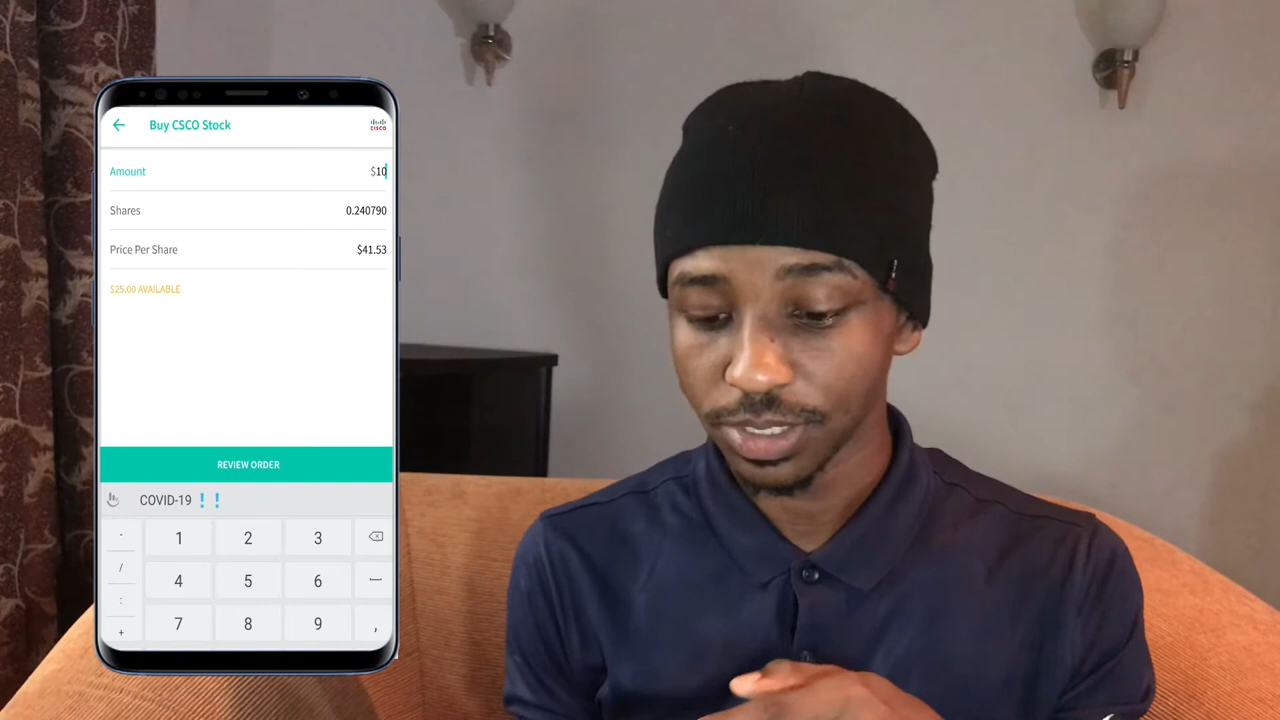 Buy CSCO Stock
CISCO
Amount
$10
Shares
0.240790
Price Per Share
$41.53
$25.00 AVAILABLE
REVIEW ORDER
COVID-19 ❗❗
.
1
2
3
/
4
5
6
:
+
7
8
9
,